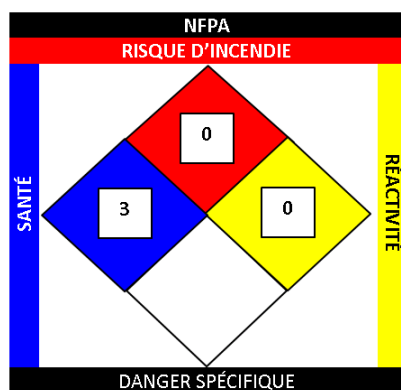 NFPA
RISQUE D'INCENDIE
0
SANTÉ
3
0
RÉACTIVITÉ
DANGER SPÉCIFIQUE